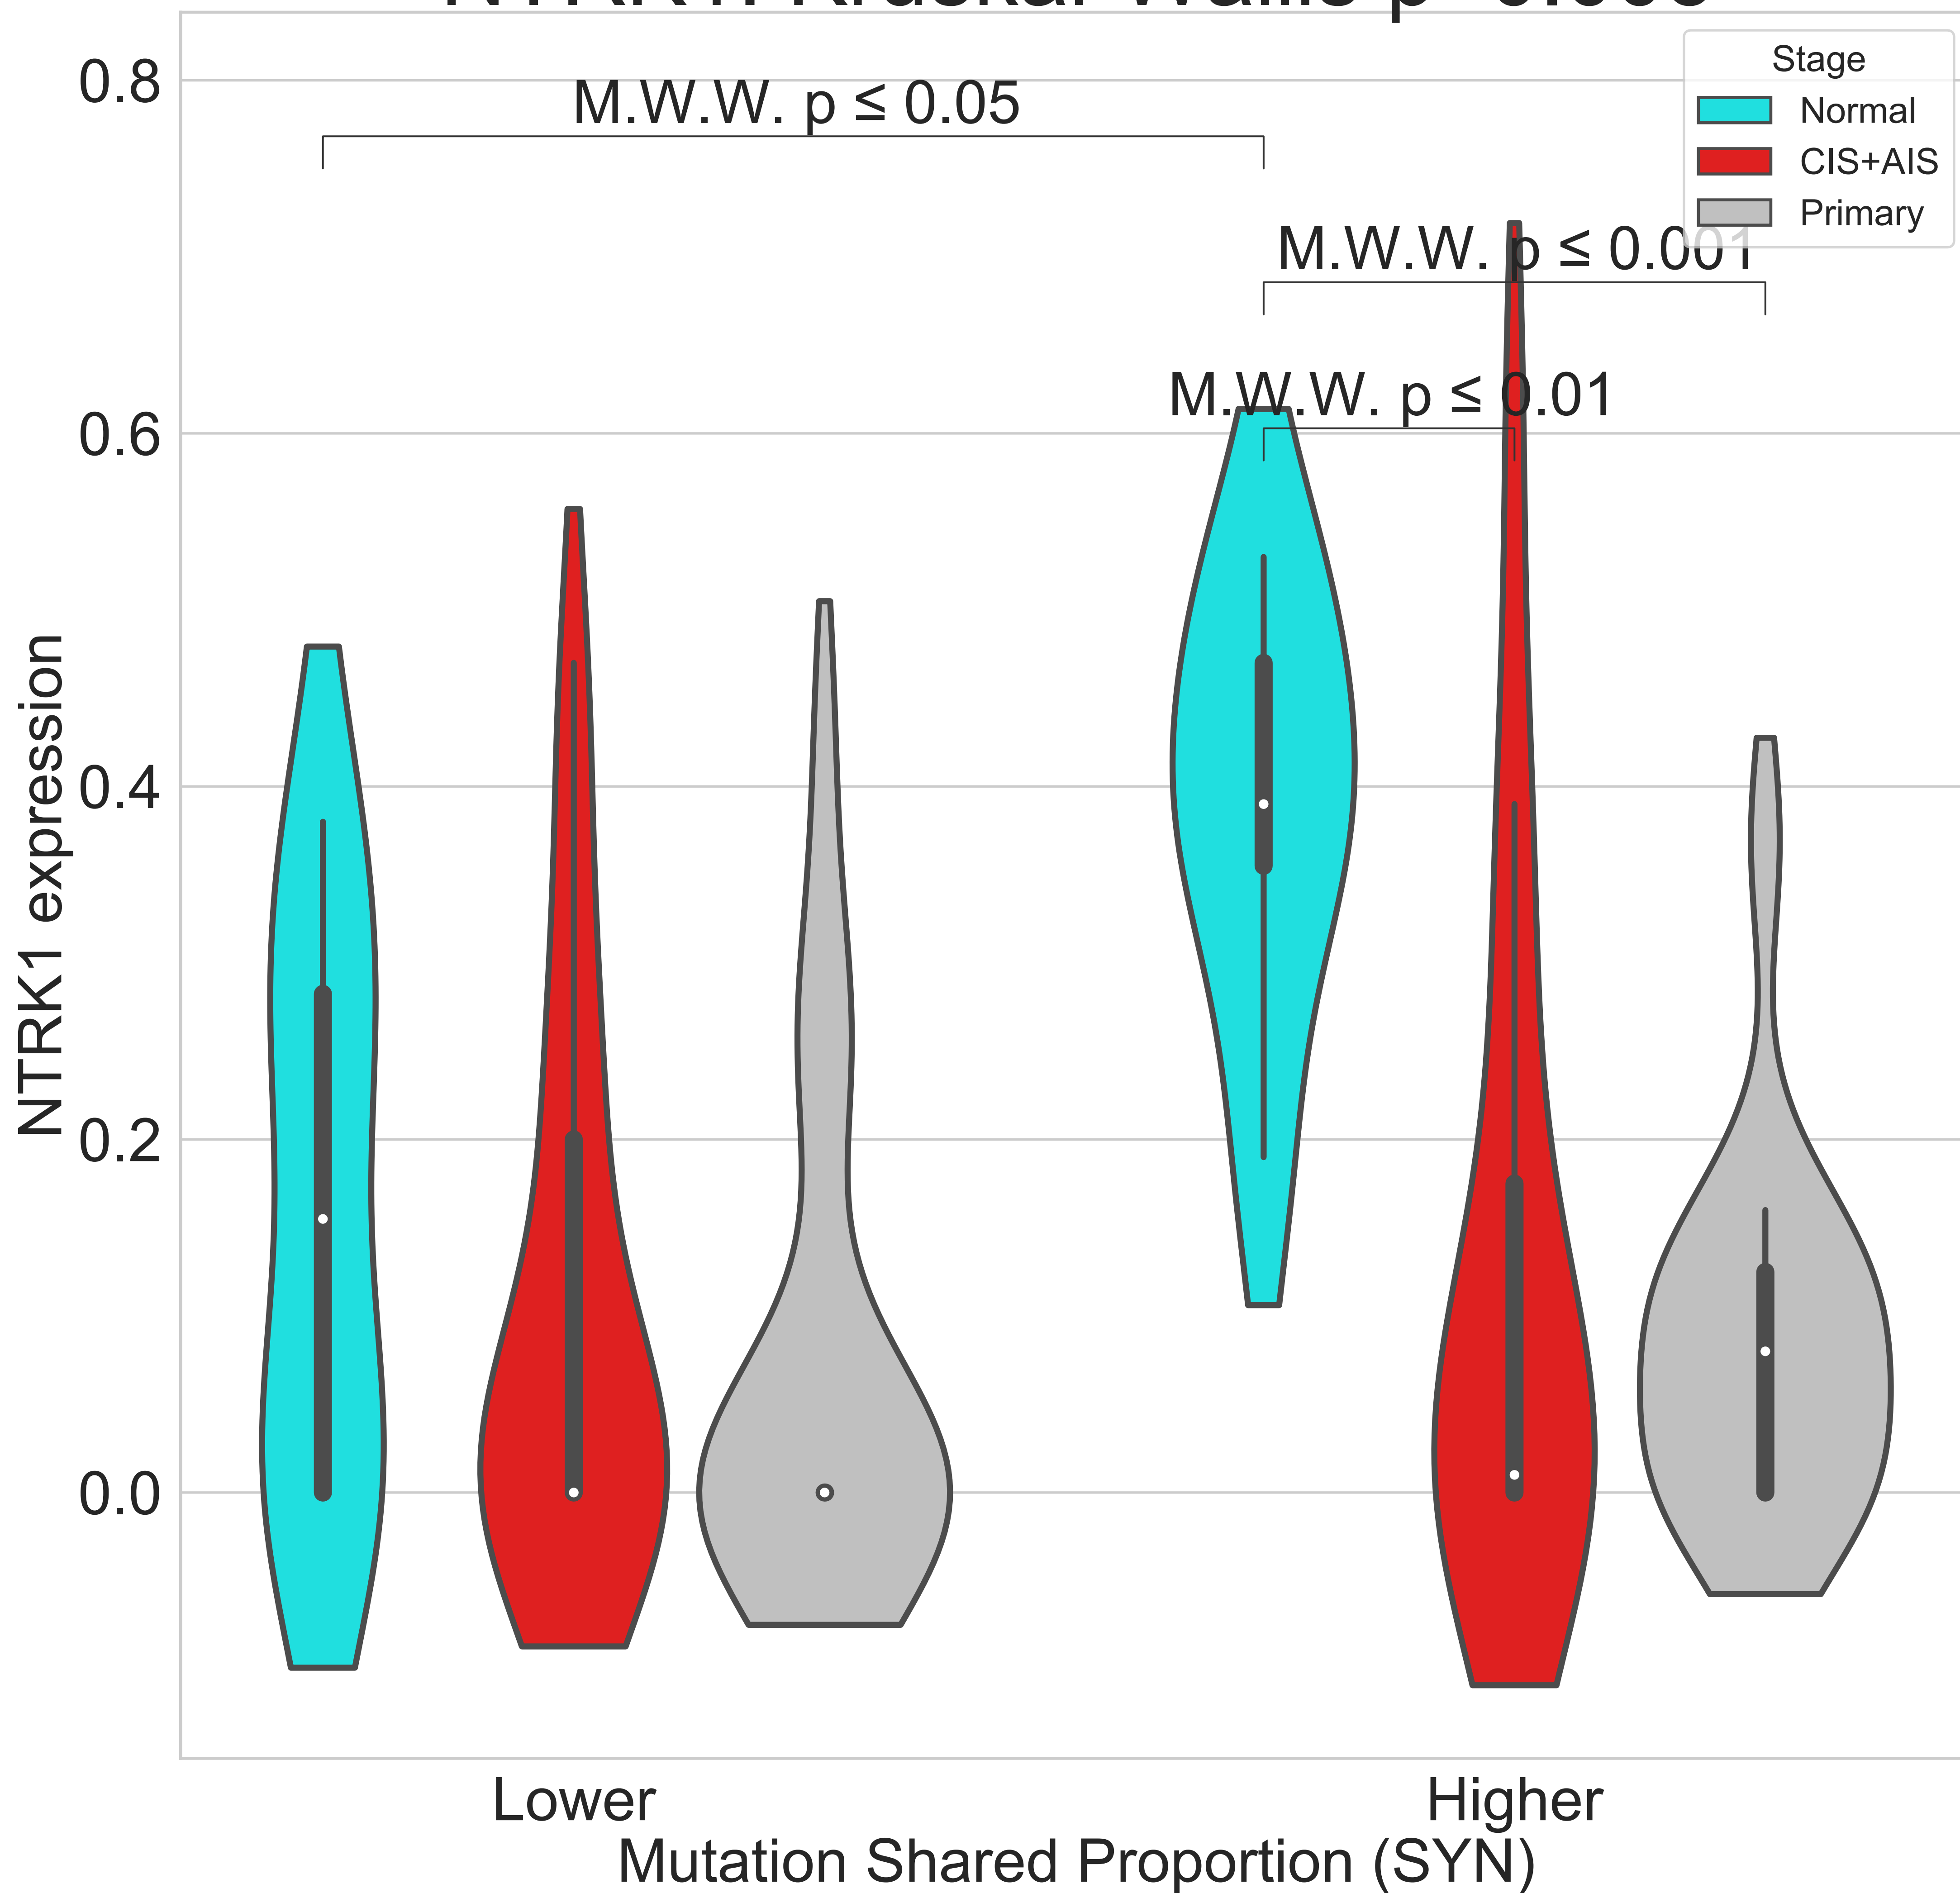 Stage
Normal
CIS+AIS
Primary
M.W.W. p ≤ 0.05
M.W.W. p ≤ 0.001
M.W.W. p ≤ 0.01
0.8
0.6
0.4
0.2
0.0
NTRK1 expression
Lower
Higher
Mutation Shared Proportion (SYN)